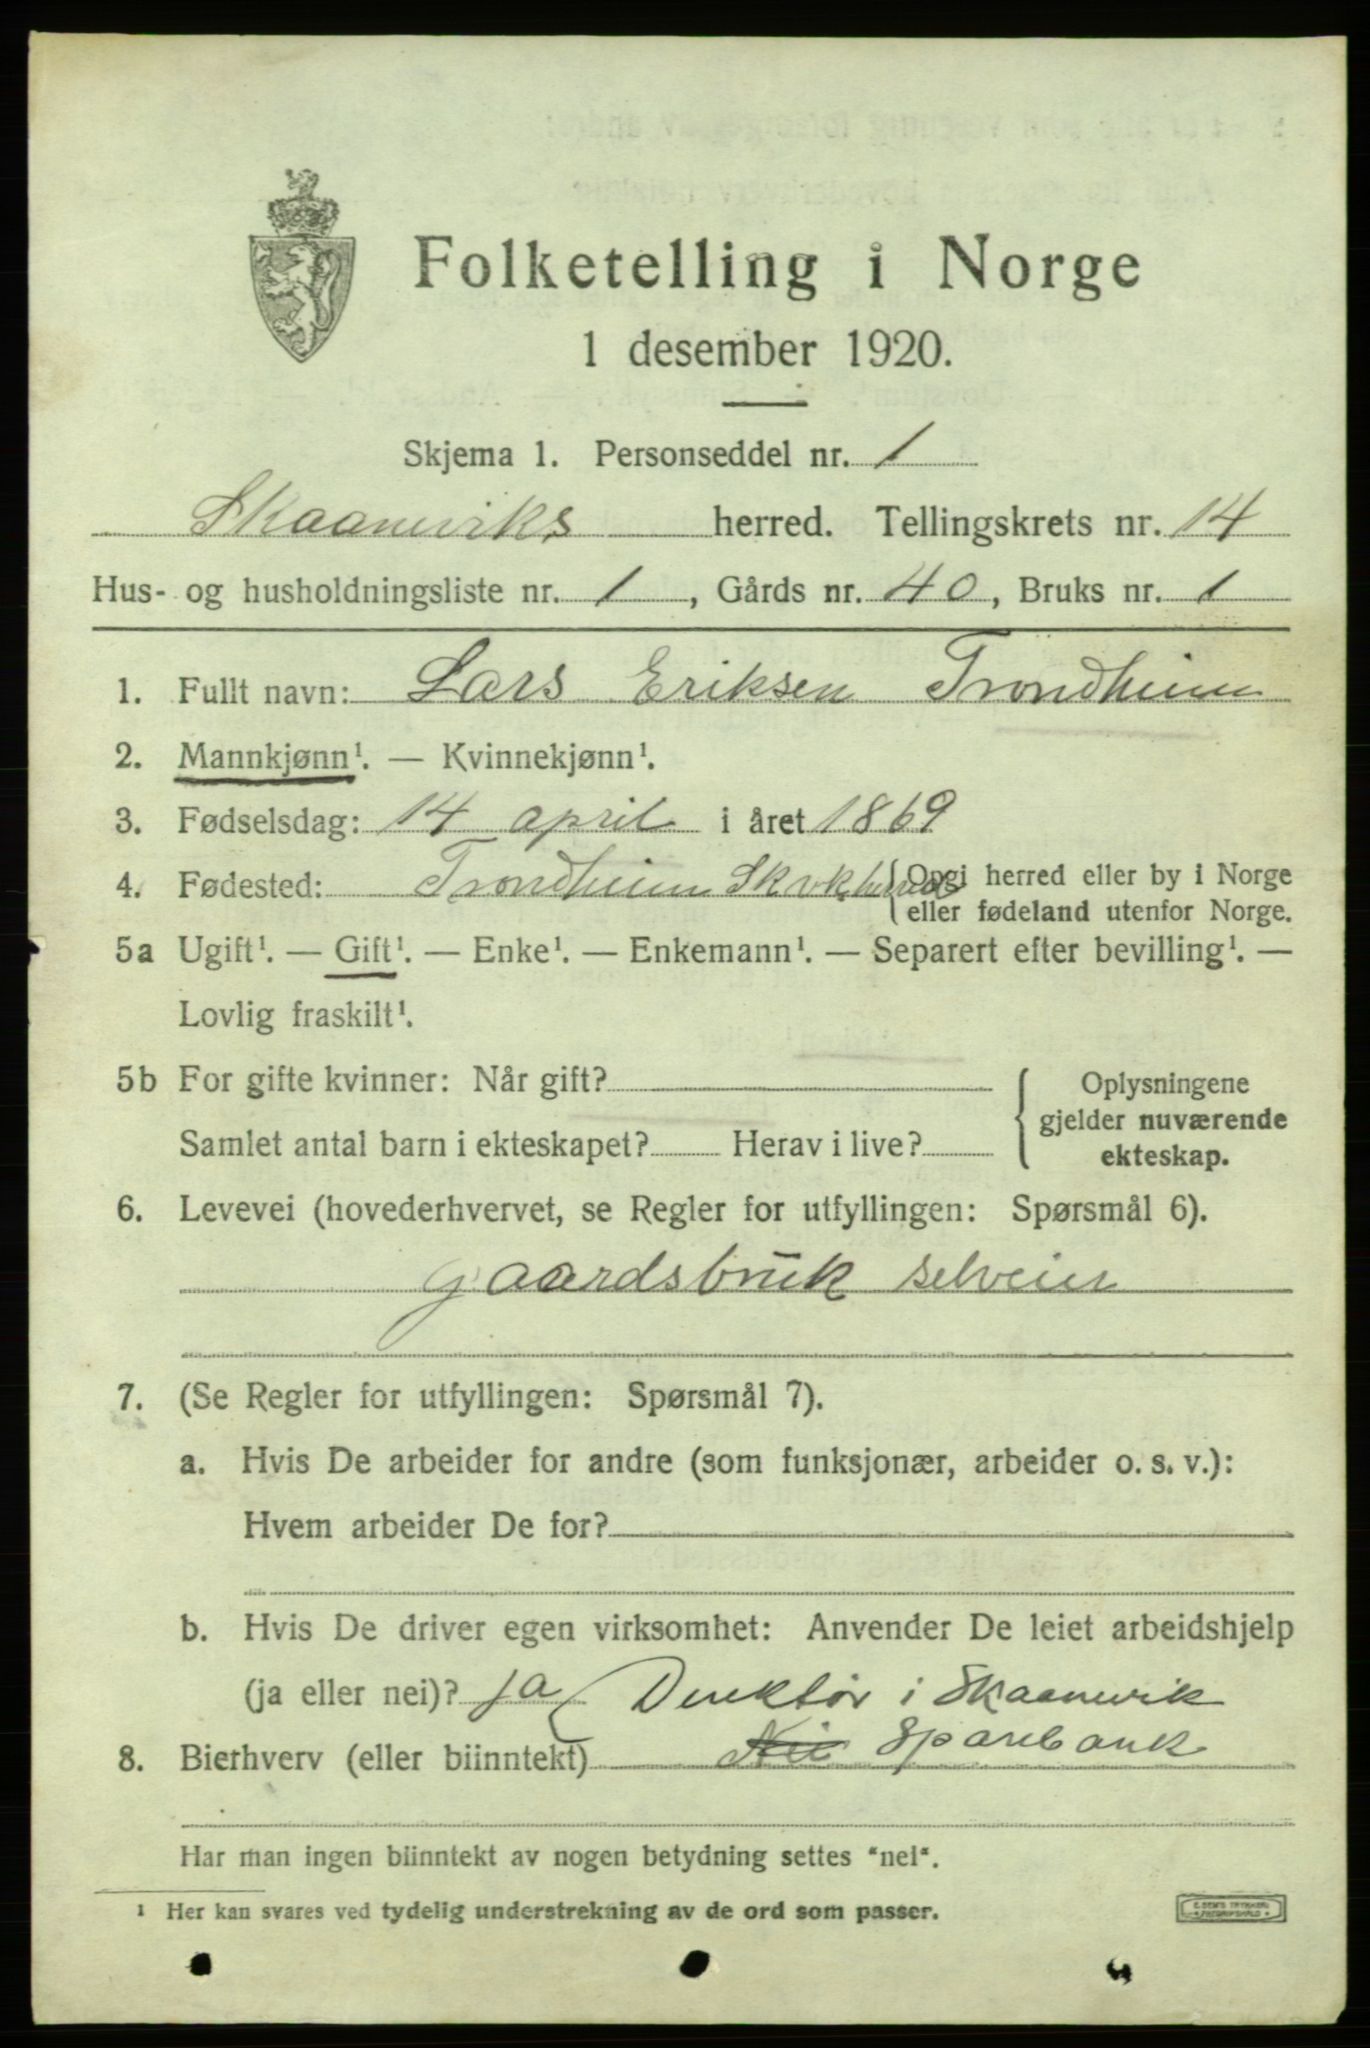 Folketelling i Norge
1 desember 1920.
Skjema 1. Personseddel nr. 1
Skaaneviks herred. Tellingskrets nr. 14
Hus- og husholdningsliste nr. 1, Gårds nr. 40, Bruks nr. 1
1. Fullt navn: Lars Eriksen Trondheim
2. Mannkjønn¹. — Kvinnekjønn¹.
3. Fødselsdag: 14 april i året 1869
4. Fødested: Trondheim { Opgi herred eller by i Norge
eller fødeland utenfor Norge.
5a Ugift¹. — Gift¹. — Enke¹. — Enkemann¹. — Separert efter bevilling¹. —
Lovlig fraskilt¹.
5b For gifte kvinner: Når gift? { Oplysningene
gjelder nuværende
Samlet antal barn i ekteskapet? Herav i live?
ekteskap.
6. Levevei (hovederhvervet, se Regler for utfyllingen: Spørsmål 6).
gaardsbruk selveier
7. (Se Regler for utfyllingen: Spørsmål 7).
a. Hvis De arbeider for andre (som funksjonær, arbeider o. s. v.):
Hvem arbeider De for?
b. Hvis De driver egen virksomhet: Anvender De leiet arbeidshjelp
(ja eller nei)? ja Direktør i Skaanevik
8. Bierhverv (eller biinntekt) Nei Sparebank
Har man ingen biinntekt av nogen betydning settes "nei".
¹ Her kan svares ved tydelig understrekning av de ord som passer.